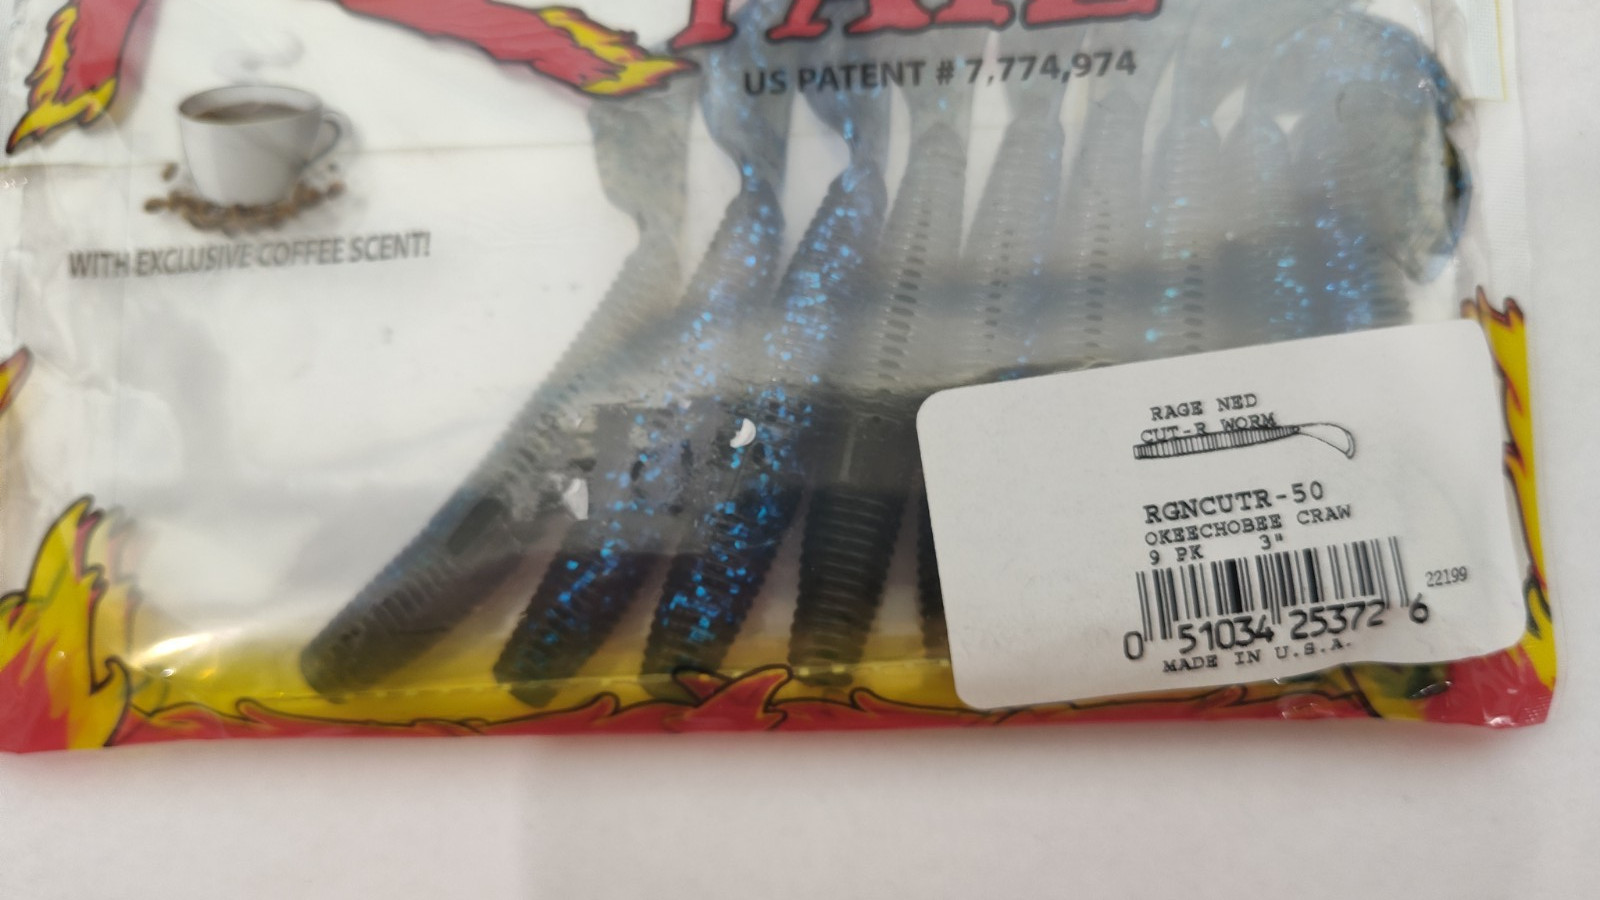 TAIL
US PATENT # 7,774,974
WITH EXCLUSIVE COFFEE SCENT!
RAGE NED
CUT-R WORM
RGNCUTR-50
OKEECHOBEE CRAW
9 PK 3"
22199
0 51034 25372 6
MADE IN U.S.A.